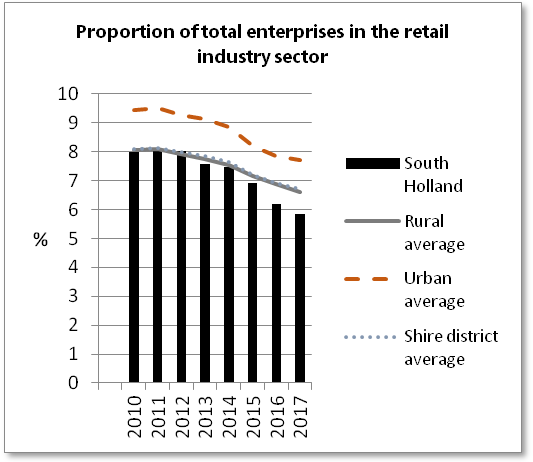 Proportion of total enterprises in the retail
industry sector
10
9
8
7
6
5
4
3
2
1
0
%
2010
2011
2012
2013
2014
2015
2016
2017
South
Holland
Rural
average
Urban
average
Shire district
average